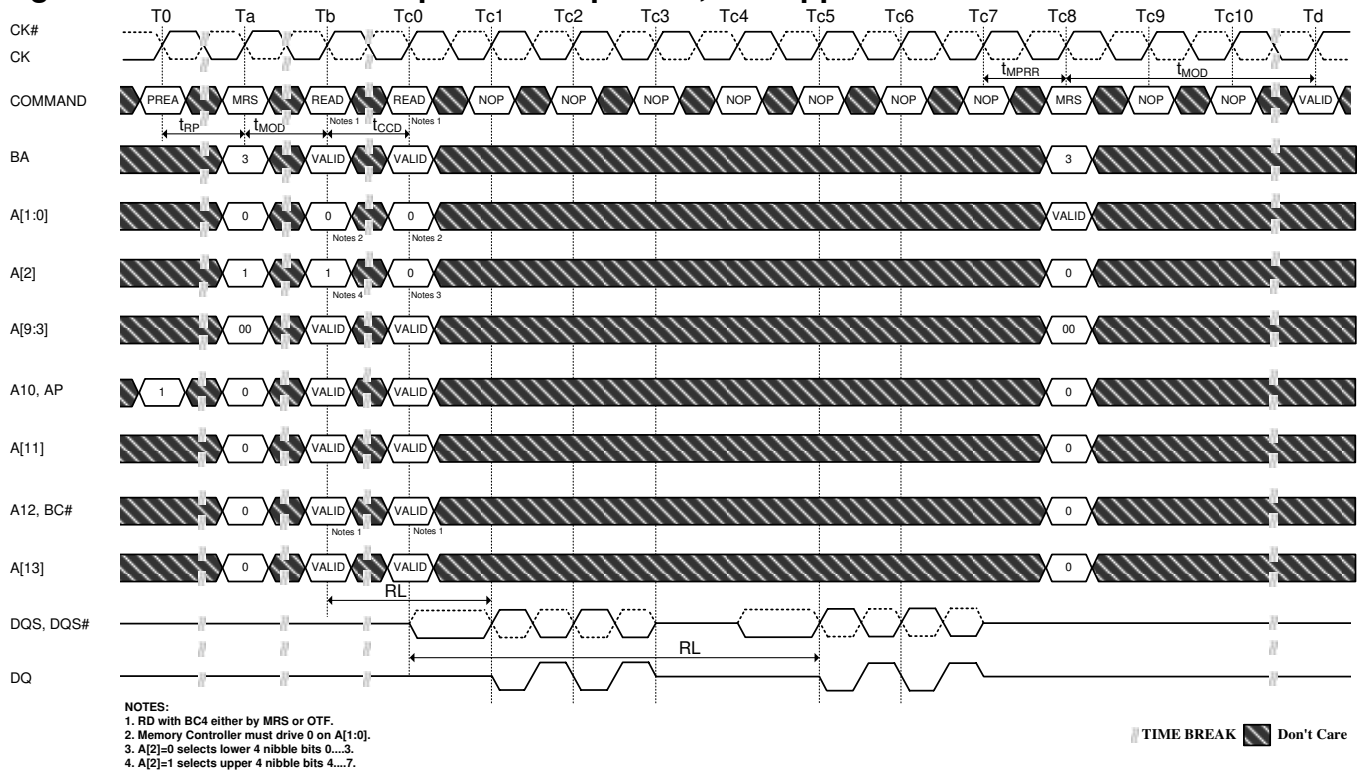 T0 Ta Tb Tc0 Tc1 Tc2 Tc3 Tc4 Tc5 Tc6 Tc7 Tc8 Tc9 Tc10 Td
CK#
CK
tMPRR tMOD
COMMAND PREA MRS READ READ NOP NOP NOP NOP NOP NOP NOP MRS NOP NOP VALID
Notes 1 Notes 1
tRP tMOD tCCD
BA 3 VALID VALID 3
A[1:0] 0 0 0 VALID
Notes 2 Notes 2
A[2] 1 1 0 0
Notes 4 Notes 3
A[9:3] 00 VALID VALID 00
A10, AP 1 0 VALID VALID 0
A[11] 0 VALID VALID 0
A12, BC# 0 VALID VALID 0
Notes 1 Notes 1
A[13] 0 VALID VALID 0
RL
DQS, DQS#
RL
DQ
NOTES:
1. RD with BC4 either by MRS or OTF.
2. Memory Controller must drive 0 on A[1:0].
3. A[2]=0 selects lower 4 nibble bits 0....3.
4. A[2]=1 selects upper 4 nibble bits 4....7.
TIME BREAK Don't Care